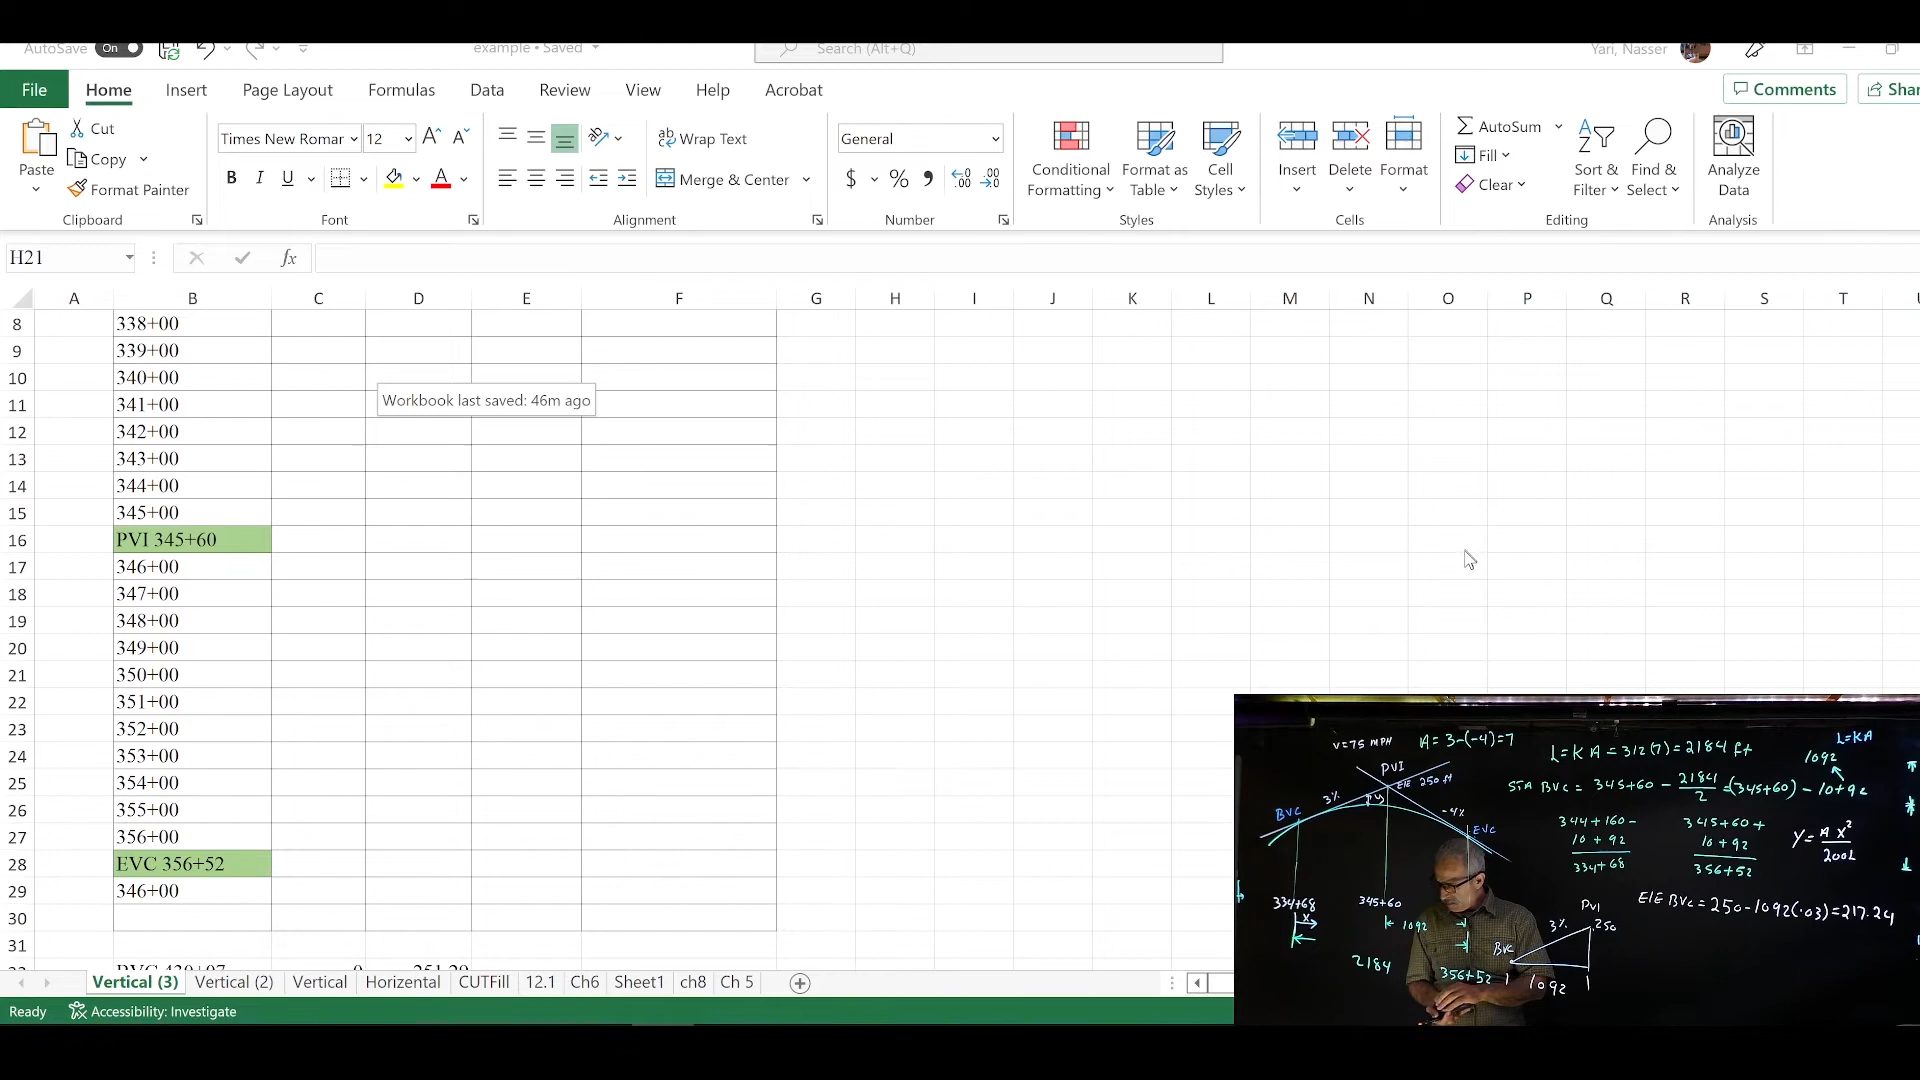 AutoSave On example • Saved Search (Alt+Q) Yari, Nasser
File Home Insert Page Layout Formulas Data Review View Help Acrobat Comments
Paste Cut Copy Format Painter
Times New Romar 12
B I U
Wrap Text
Merge & Center
General
$ % 9
Conditional Formatting Format as Table Cell Styles
Insert Delete Format
AutoSum Fill Clear
Sort & Filter Find & Select
Analyze Data
Clipboard Font Alignment Number Styles Cells Editing Analysis
H21 fx
A B C D E F G H I J K L M N O P Q R S T
8 338+00
9 339+00
10 340+00
11 341+00
12 342+00
13 343+00
14 344+00
15 345+00
16 PVI 345+60
17 346+00
18 347+00
19 348+00
20 349+00
21 350+00
22 351+00
23 352+00
24 353+00
25 354+00
26 355+00
27 356+00
28 EVC 356+52
29 346+00
30
31
Workbook last saved: 46m ago
Vertical (3) Vertical (2) Vertical Horizental CUTFill 12.1 Ch6 Sheet1 ch8 Ch 5
Ready Accessibility: Investigate
V=75 MPH A = 3-(-4)=7
L = K A = 312 (7) = 2184 ft
L=KA
1092
STA BVC = 345+60 - 2184/2 = (345+60) - 10+92
PVI
ElE 250 ft
3% y -4%
BVC EVC
344+160-
10+92
334+68
345+60+
10+92
356+52
Y = A X²/200L
334+68 345+60
X 1092
2184 356+52
ElE BVC = 250 - 1092(.03) = 217.24
PVI
3% 250
BVC
1092